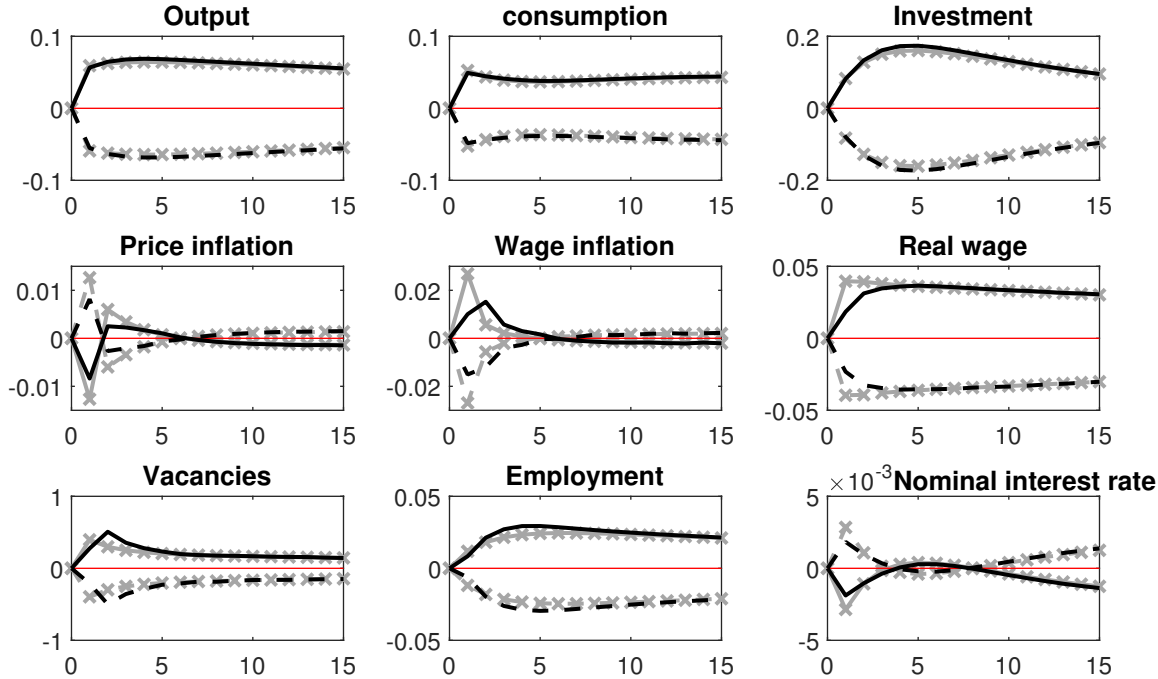 Output
0.1
0
-0.1
0 5 10 15
consumption
0.1
0
-0.1
0 5 10 15
Investment
0.2
0
-0.2
0 5 10 15
Price inflation
0.01
0
-0.01
0 5 10 15
Wage inflation
0.02
0
-0.02
0 5 10 15
Real wage
0.05
0
-0.05
0 5 10 15
Vacancies
1
0
-1
0 5 10 15
Employment
0.05
0
-0.05
0 5 10 15
×10⁻³ Nominal interest rate
5
0
-5
0 5 10 15